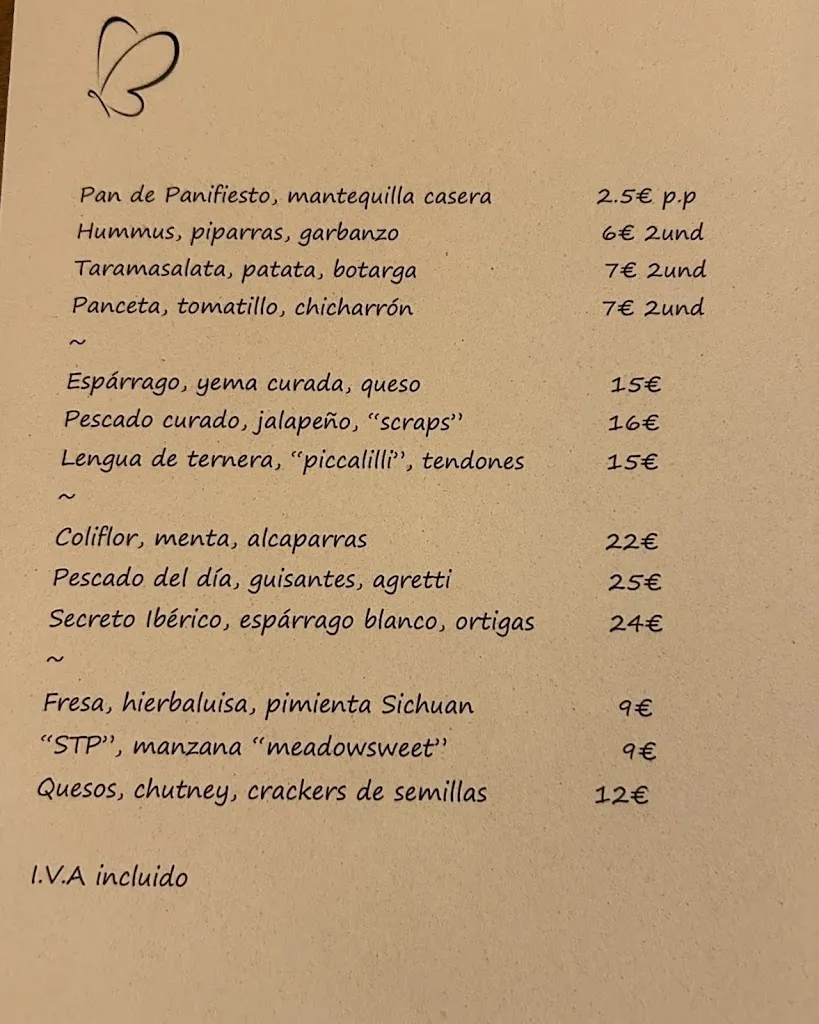 Pan de Panifiesto, mantequilla casera 2.5€ p.p
Hummus, piparras, garbanzo 6€ 2und
Taramasalata, patata, botarga 7€ 2und
Panceta, tomatillo, chicharrón 7€ 2und
~
Espárrago, yema curada, queso 15€
Pescado curado, jalapeño, “scraps” 16€
Lengua de ternera, “piccalilli”, tendones 15€
~
Coliflor, menta, alcaparras 22€
Pescado del día, guisantes, agretti 25€
Secreto Ibérico, espárrago blanco, ortigas 24€
~
Fresa, hierbaluisa, pimienta Sichuan 9€
“STP”, manzana “meadowsweet” 9€
Quesos, chutney, crackers de semillas 12€
I.V.A incluido